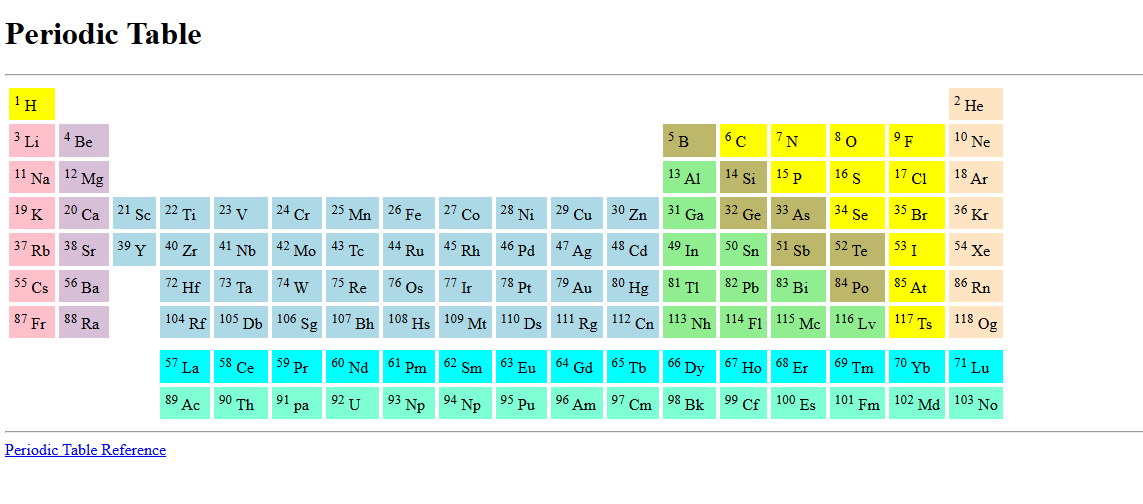 Periodic Table
1 H 2 He
3 Li 4 Be 5 B 6 C 7 N 8 O 9 F 10 Ne
11 Na 12 Mg 13 Al 14 Si 15 P 16 S 17 Cl 18 Ar
19 K 20 Ca 21 Sc 22 Ti 23 V 24 Cr 25 Mn 26 Fe 27 Co 28 Ni 29 Cu 30 Zn 31 Ga 32 Ge 33 As 34 Se 35 Br 36 Kr
37 Rb 38 Sr 39 Y 40 Zr 41 Nb 42 Mo 43 Tc 44 Ru 45 Rh 46 Pd 47 Ag 48 Cd 49 In 50 Sn 51 Sb 52 Te 53 I 54 Xe
55 Cs 56 Ba 72 Hf 73 Ta 74 W 75 Re 76 Os 77 Ir 78 Pt 79 Au 80 Hg 81 Tl 82 Pb 83 Bi 84 Po 85 At 86 Rn
87 Fr 88 Ra 104 Rf 105 Db 106 Sg 107 Bh 108 Hs 109 Mt 110 Ds 111 Rg 112 Cn 113 Nh 114 Fl 115 Mc 116 Lv 117 Ts 118 Og
57 La 58 Ce 59 Pr 60 Nd 61 Pm 62 Sm 63 Eu 64 Gd 65 Tb 66 Dy 67 Ho 68 Er 69 Tm 70 Yb 71 Lu
89 Ac 90 Th 91 pa 92 U 93 Np 94 Np 95 Pu 96 Am 97 Cm 98 Bk 99 Cf 100 Es 101 Fm 102 Md 103 No
Periodic Table Reference